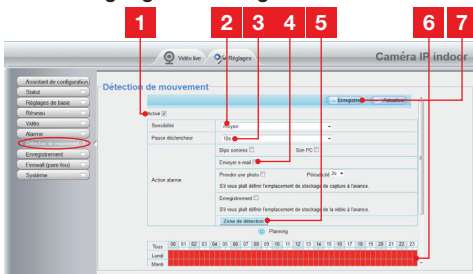 1 2 3 4 5 6 7
Vidéo live Réglages Caméra IP indoor
Assistant de configuration
Statut
Réglages de base
Réseau
Vidéo
Alarme
Détection de mouvement
Enregistrement
Firewall (pare-feu)
Système
Détection de mouvement
Enregistrer Actualiser
Activé
Sensibilité moyen
Pause déclencheur 10s
Action alarme
Bips sonores Son PC
Envoyer e-mail
Prendre une photo Périodicité 2s
S'il vous plaît définir l'emplacement de stockage de capture à l'avance.
Enregistrement
S'il vous plaît définir l'emplacement de stockage de la vidéo à l'avance.
Zone de détection
Planning
Tous 00 01 02 03 04 05 06 07 08 09 10 11 12 13 14 15 16 17 18 19 20 21 22 23
Lundi
Mardi